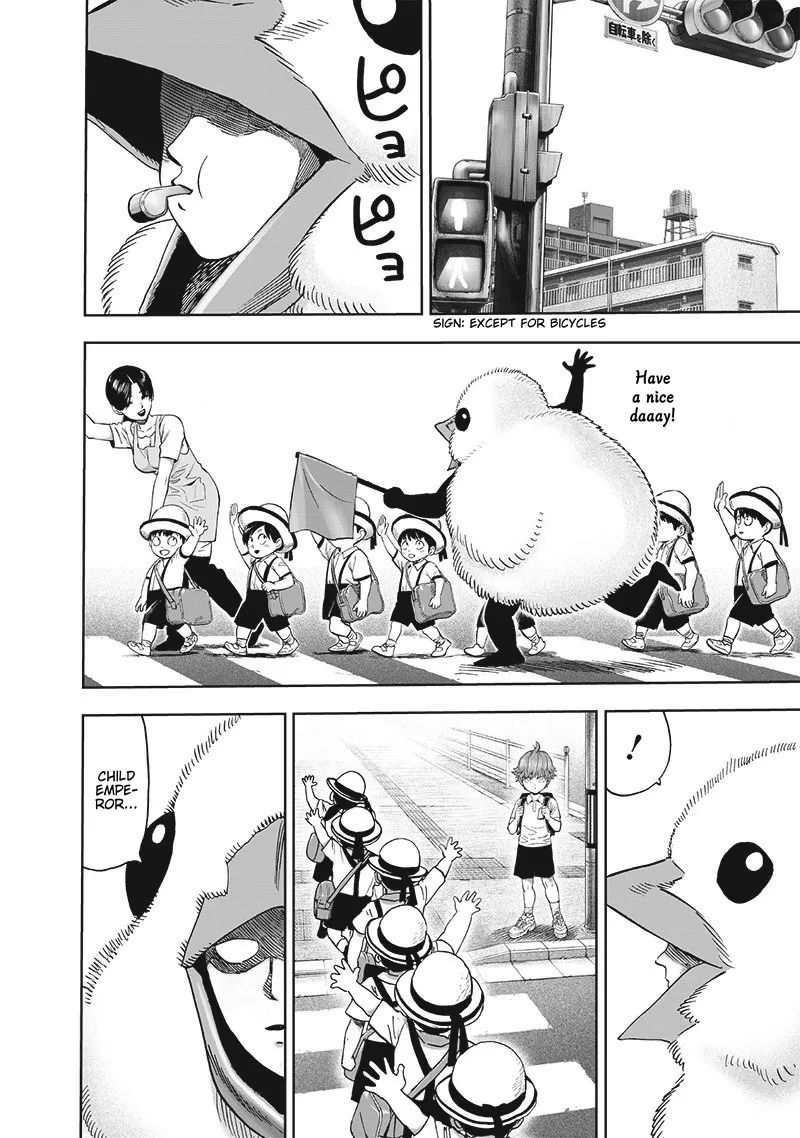 自転車を除く
SIGN: EXCEPT FOR BICYCLES
ピョ
ピョ
Have
a nice
daaay!
!
CHILD
EMPE-
ROR...